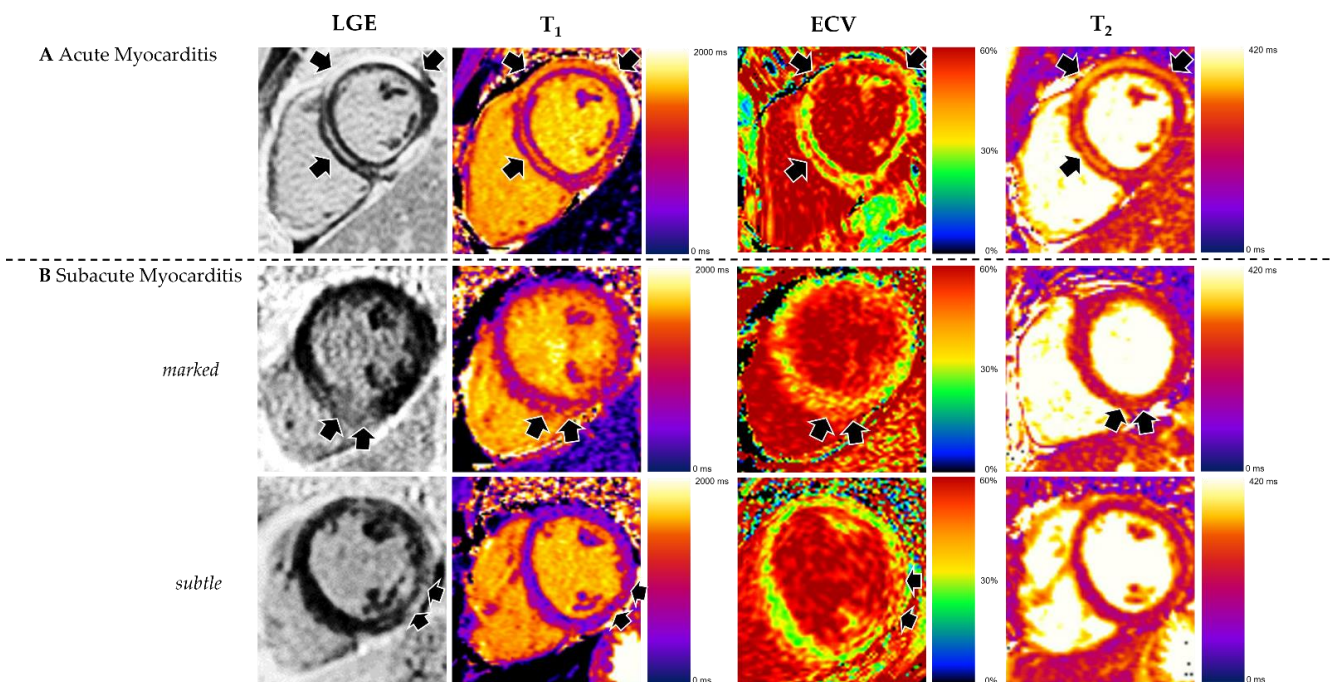 LGE T₁ ECV T₂
A Acute Myocarditis
2000 ms 60% 420 ms
30%
0 ms 0% 0 ms
B Subacute Myocarditis
2000 ms 60% 420 ms
marked
30%
0 ms 0% 0 ms
2000 ms 60% 420 ms
subtle
30%
0 ms 0% 0 ms